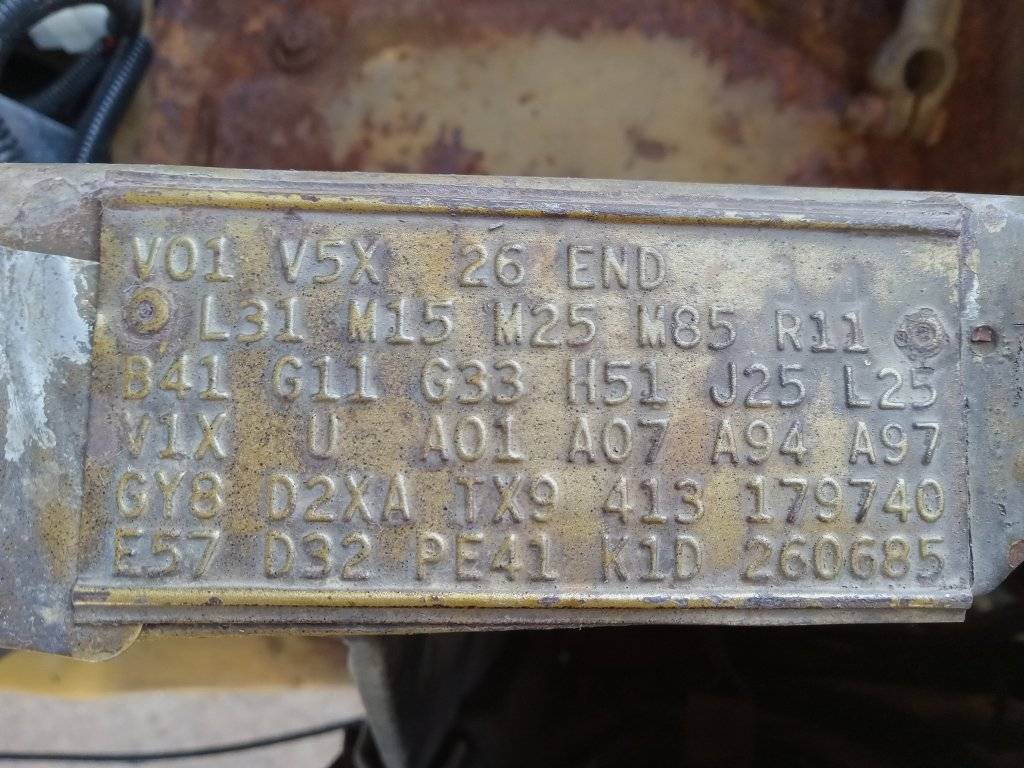 V01 V5X 26 END
L31 M15 M25 M85 R11
B41 G11 G33 H51 J25 L25
V1X U A01 A07 A94 A97
GY8 D2XA TX9 413 179740
E57 D32 PE41 K1D 260685